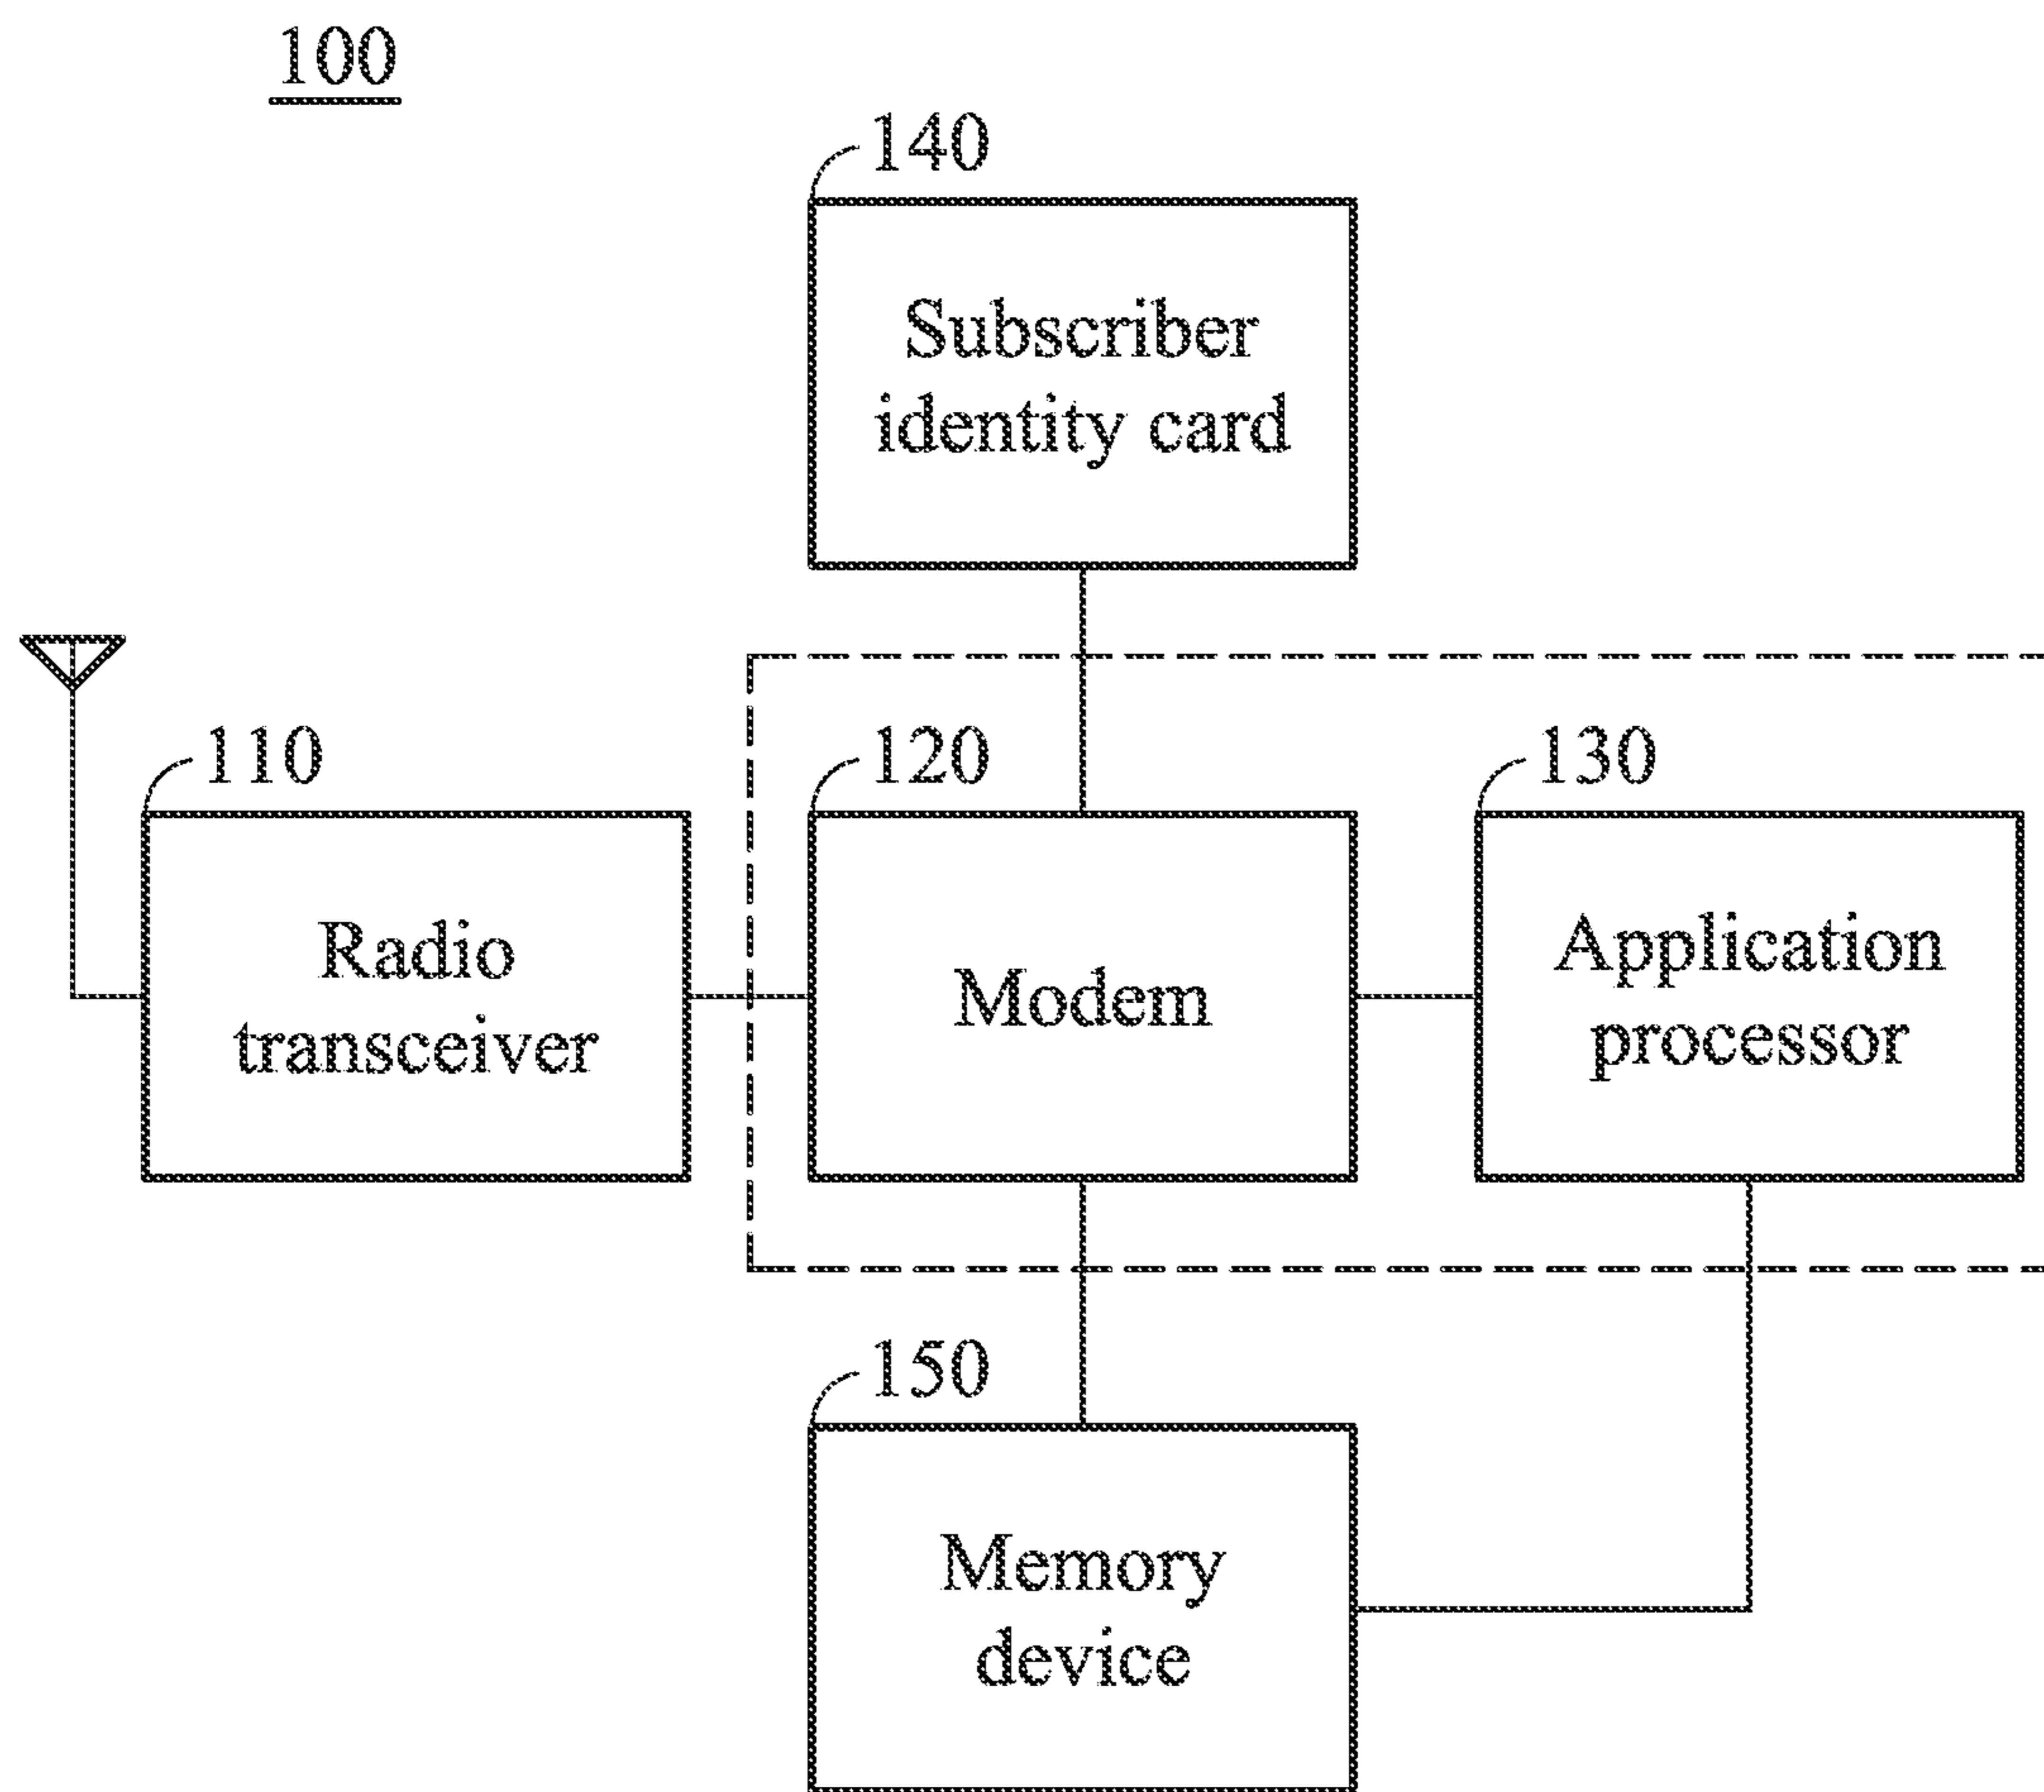 100
140
Subscriber
identity card
110
120
130
Radio
transceiver
Modem
Application
processor
150
Memory
device